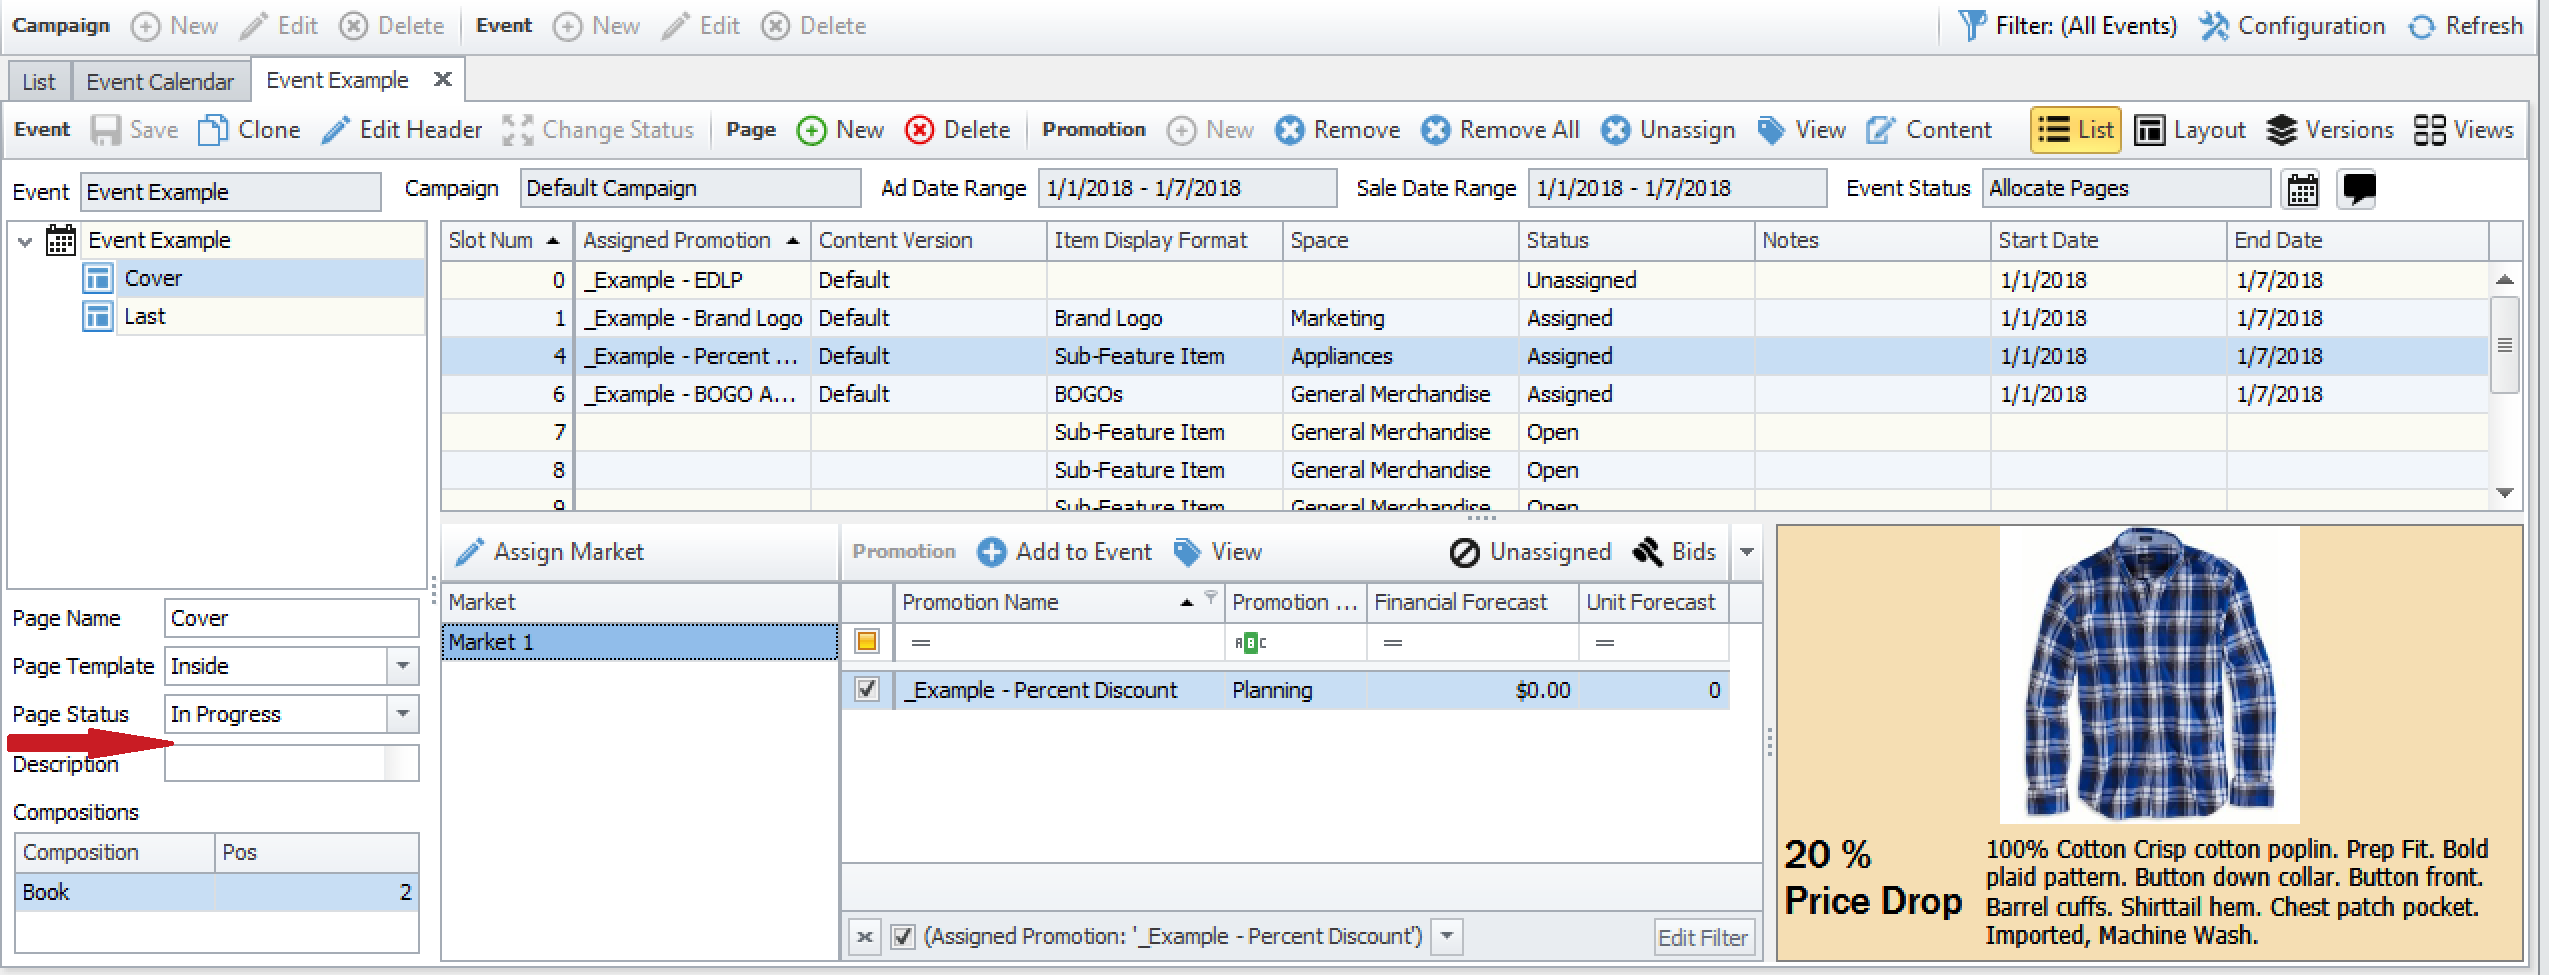 Campaign New Edit Delete Event New Edit Delete Filter: (All Events) Configuration Refresh
List Event Calendar Event Example
Event Save Clone Edit Header Change Status Page New Delete Promotion New Remove Remove All Unassign View Content List Layout Versions Views
Event Event Example Campaign Default Campaign Ad Date Range 1/1/2018 - 1/7/2018 Sale Date Range 1/1/2018 - 1/7/2018 Event Status Allocate Pages
Event Example
Cover
Last
Slot Num Assigned Promotion Content Version Item Display Format Space Status Notes Start Date End Date
0 _Example - EDLP Default Unassigned 1/1/2018 1/7/2018
1 _Example - Brand Logo Default Brand Logo Marketing Assigned 1/1/2018 1/7/2018
4 _Example - Percent ... Default Sub-Feature Item Appliances Assigned 1/1/2018 1/7/2018
6 _Example - BOGO A... Default BOGOs General Merchandise Assigned 1/1/2018 1/7/2018
7 Sub-Feature Item General Merchandise Open
8 Sub-Feature Item General Merchandise Open
9 Sub-Feature Item General Merchandise Open
Page Name Cover
Page Template Inside
Page Status In Progress
Description
Compositions
Composition Pos
Book 2
Assign Market
Market
Market 1
Promotion Add to Event View Unassigned Bids
Promotion Name Promotion ... Financial Forecast Unit Forecast
= ABC = =
_Example - Percent Discount Planning $0.00 0
(Assigned Promotion: '_Example - Percent Discount') Edit Filter
20 %
Price Drop
100% Cotton Crisp cotton poplin. Prep Fit. Bold
plaid pattern. Button down collar. Button front.
Barrel cuffs. Shirttail hem. Chest patch pocket.
Imported, Machine Wash.